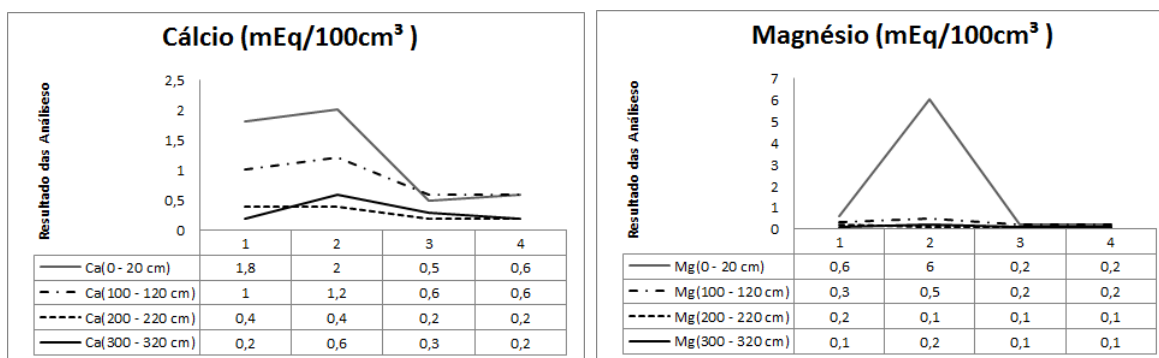 Cálcio (mEq/100cm³ )
Resultado das Análiseso
2,5
2
1,5
1
0,5
0
1 2 3 4
Ca(0 - 20 cm) 1,8 2 0,5 0,6
Ca(100 - 120 cm) 1 1,2 0,6 0,6
Ca(200 - 220 cm) 0,4 0,4 0,2 0,2
Ca(300 - 320 cm) 0,2 0,6 0,3 0,2
Magnésio (mEq/100cm³ )
Resultado das Análiseso
7
6
5
4
3
2
1
0
1 2 3 4
Mg(0 - 20 cm) 0,6 6 0,2 0,2
Mg(100 - 120 cm) 0,3 0,5 0,2 0,2
Mg(200 - 220 cm) 0,2 0,1 0,1 0,1
Mg(300 - 320 cm) 0,1 0,2 0,1 0,1